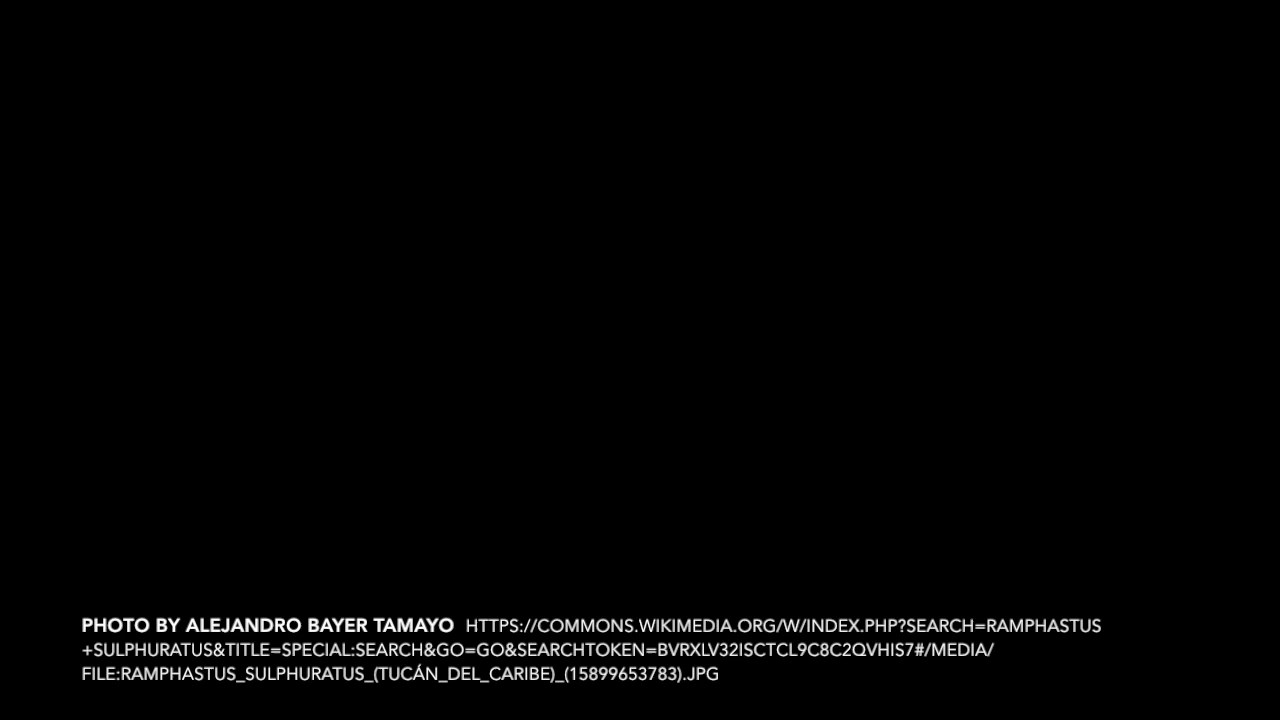 PHOTO BY ALEJANDRO BAYER TAMAYO HTTPS://COMMONS.WIKIMEDIA.ORG/W/INDEX.PHP?SEARCH=RAMPHASTUS
+SULPHURATUS&TITLE=SPECIAL:SEARCH&GO=GO&SEARCHTOKEN=BVRXLV32ISCTCL9C8C2QVHIS7#/MEDIA/
FILE:RAMPHASTUS_SULPHURATUS_(TUCÁN_DEL_CARIBE)_(15899653783).JPG